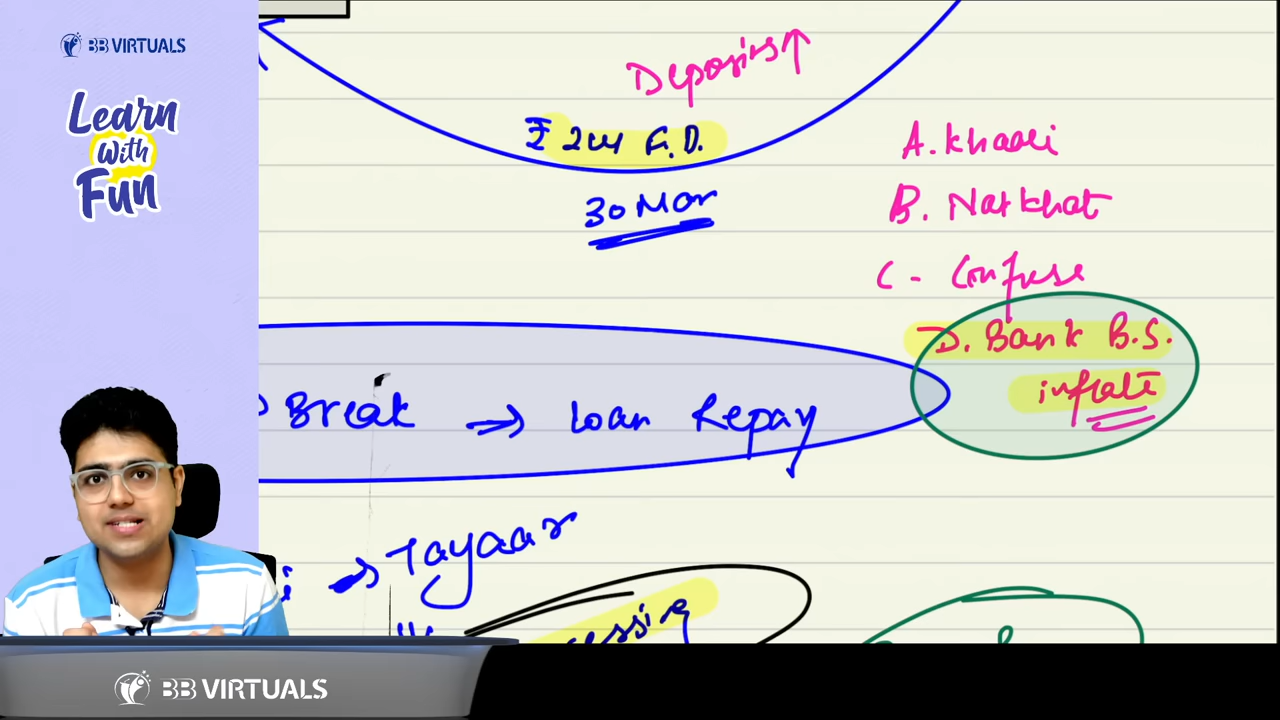 BB VIRTUALS
Learn
With
Fun
Deposits↑
F.D.
30 Mar
A. Khaali
B. Natkhat
C - Confuse
D. Bank B.S.
inflate
Break → Loan Repay
→ Tayaar
BB VIRTUALS